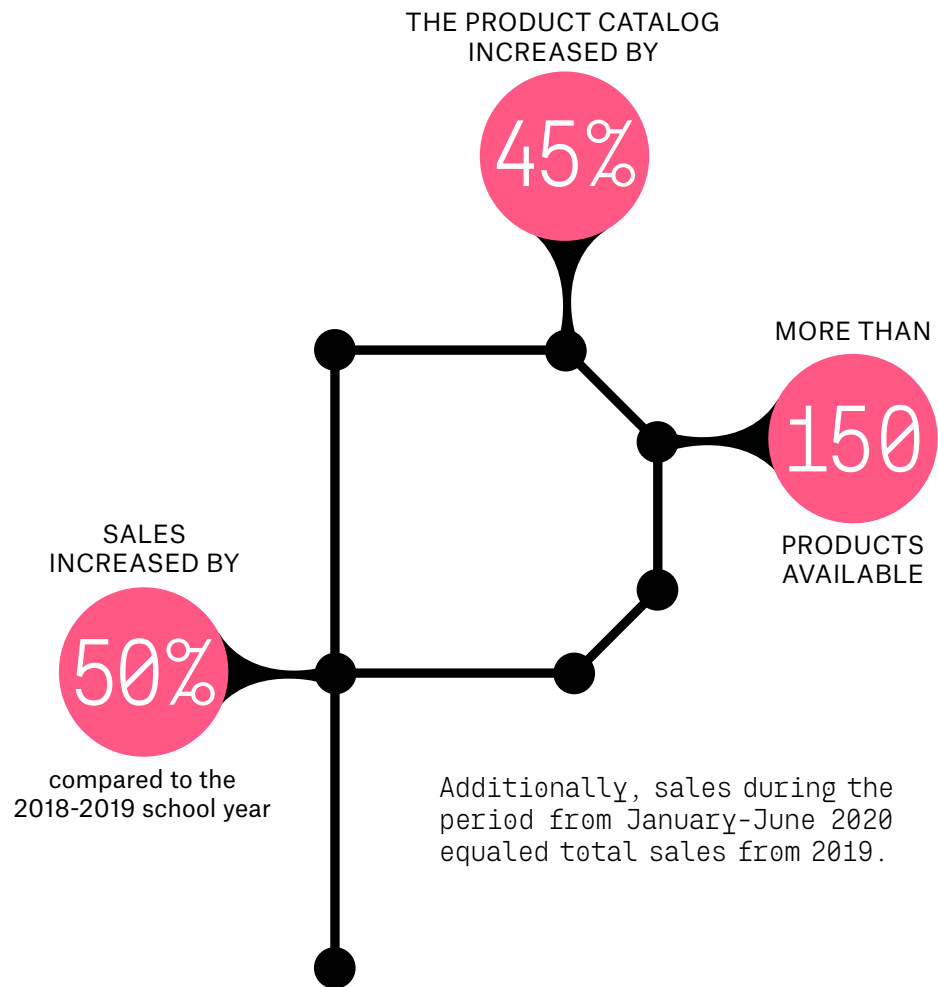 THE PRODUCT CATALOG
INCREASED BY
45%
MORE THAN
150
PRODUCTS
AVAILABLE
SALES
INCREASED BY
50%
compared to the
2018-2019 school year
Additionally, sales during the
period from January-June 2020
equaled total sales from 2019.